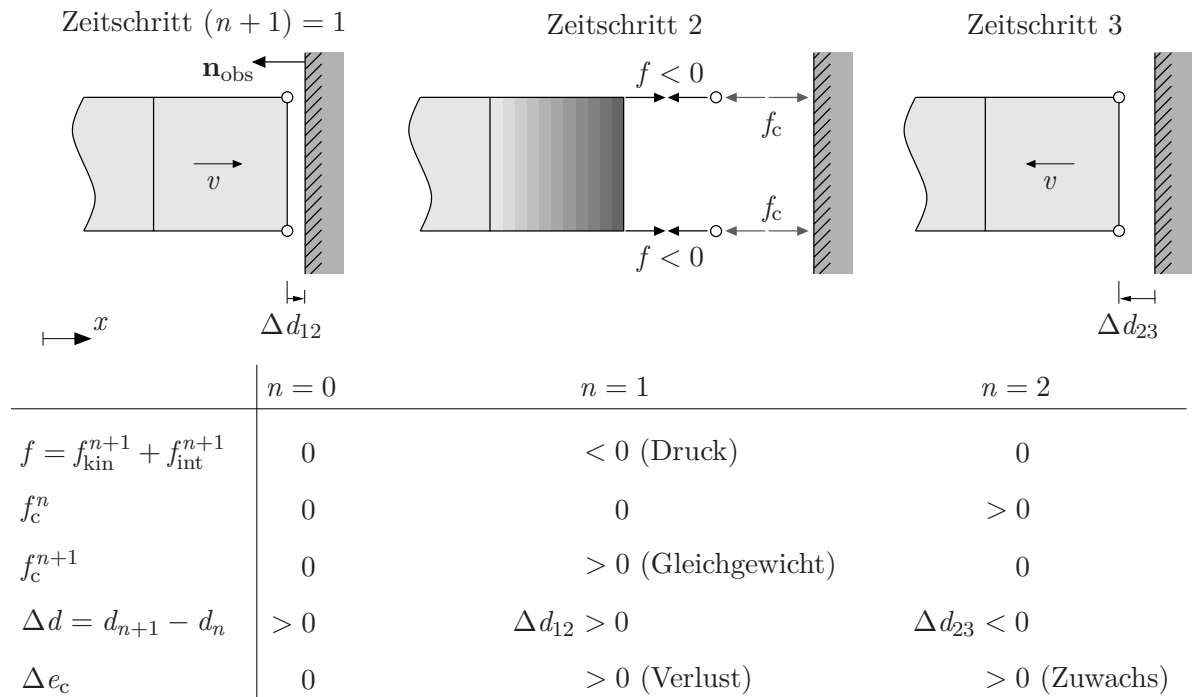 Zeitschritt (n + 1) = 1
Zeitschritt 2
Zeitschritt 3
n_obs
v
Δd_12
x
f < 0
f_c
f_c
f < 0
v
Δd_23
n = 0 n = 1 n = 2
f = f_kin^{n+1} + f_int^{n+1} 0 < 0 (Druck) 0
f_c^n 0 0 > 0
f_c^{n+1} 0 > 0 (Gleichgewicht) 0
Δd = d_{n+1} − d_n > 0 Δd_12 > 0 Δd_23 < 0
Δe_c 0 > 0 (Verlust) > 0 (Zuwachs)